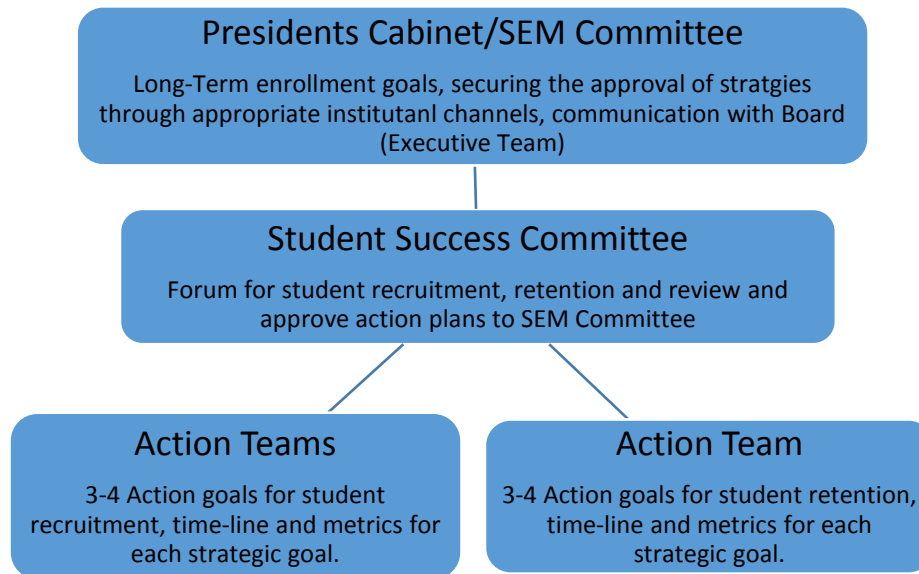 Presidents Cabinet/SEM Committee
Long-Term enrollment goals, securing the approval of stratgies
through appropriate institutanl channels, communication with Board
(Executive Team)
Student Success Committee
Forum for student recruitment, retention and review and
approve action plans to SEM Committee
Action Teams
3-4 Action goals for student
recruitment, time-line and metrics for
each strategic goal.
Action Team
3-4 Action goals for student retention,
time-line and metrics for each
strategic goal.